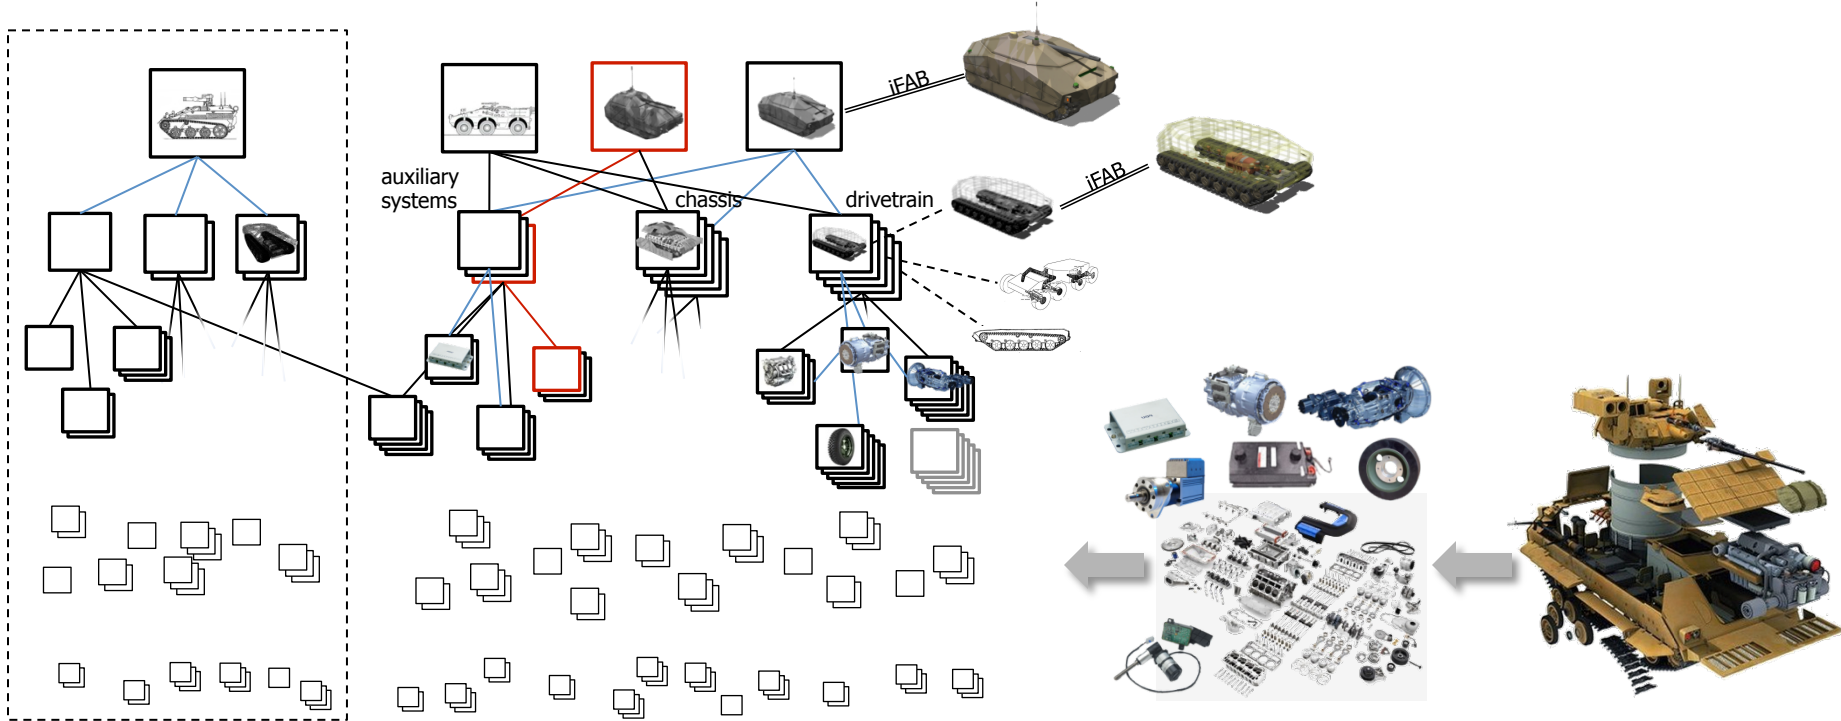 iFAB
auxiliary
systems
chassis
drivetrain
iFAB